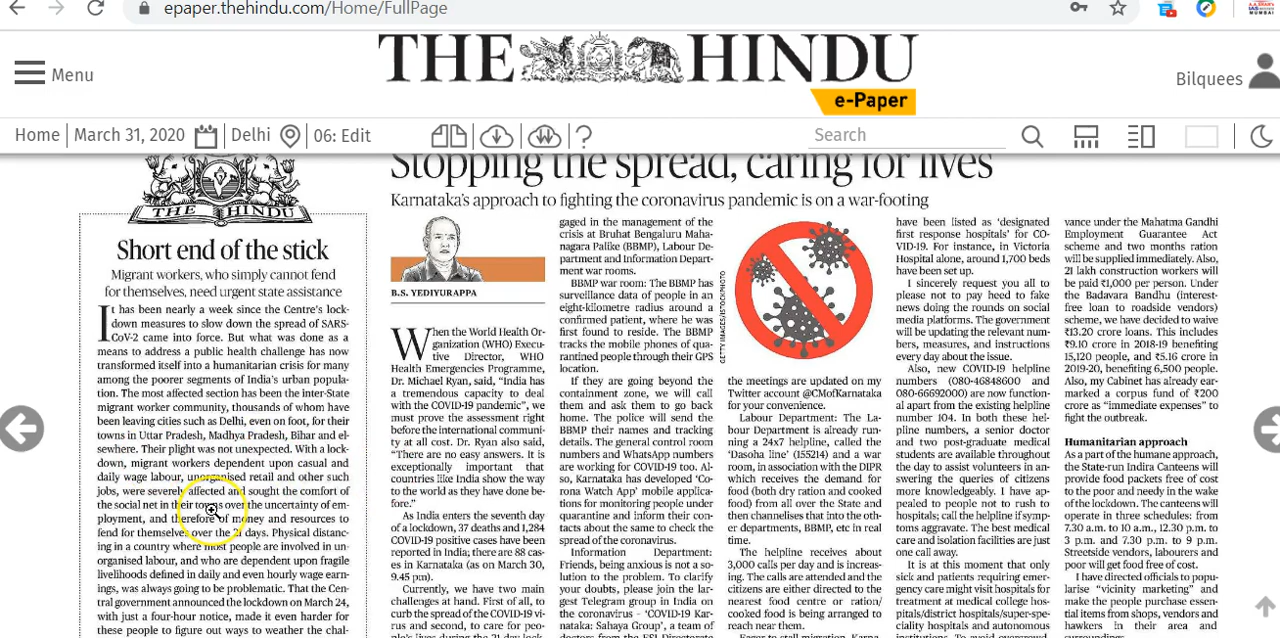 epaper.thehindu.com/Home/FullPage
THE HINDU
e-Paper
Menu
Bilquees
Home
March 31, 2020
Delhi
06: Edit
?
Search
THE HINDU
Short end of the stick
Migrant workers, who simply cannot fend
for themselves, need urgent state assistance
It has been nearly a week since the Centre's lock-
down measures to slow down the spread of SARS-
CoV-2 came into force. But what was done as a
means to address a public health challenge has now
transformed itself into a humanitarian crisis for many
among the poorer segments of India's urban popula-
tion. The most affected section has been the inter-State
migrant worker community, thousands of whom have
been leaving cities such as Delhi, even on foot, for their
towns in Uttar Pradesh, Madhya Pradesh, Bihar and el-
sewhere. Their plight was not unexpected. With a lock-
down, migrant workers dependent upon casual and
daily wage labour, unorganised retail and other such
jobs, were severely affected and sought the comfort of
the social net in their towns over the uncertainty of em-
ployment, and therefore of money and resources to
fend for themselves over the 21 days. Physical distanc-
ing in a country where most people are involved in un-
organised labour, and who are dependent upon fragile
livelihoods defined in daily and even hourly wage earn-
ings, was always going to be problematic. That the Cen-
tral government announced the lockdown on March 24,
with just a four-hour notice, made it even harder for
these people to figure out ways to weather the chal-
Stopping the spread, caring for lives
Karnataka's approach to fighting the coronavirus pandemic is on a war-footing
B.S. YEDIYURAPPA
When the World Health Or-
ganization (WHO) Execu-
tive Director, WHO
Health Emergencies Programme,
Dr. Michael Ryan, said, "India has
a tremendous capacity to deal
with the COVID-19 pandemic", we
must prove the assessment right
before the international communi-
ty at all cost. Dr. Ryan also said,
"There are no easy answers. It is
exceptionally important that
countries like India show the way
to the world as they have done be-
fore."
As India enters the seventh day
of a lockdown, 37 deaths and 1,284
COVID-19 positive cases have been
reported in India; there are 88 cas-
es in Karnataka (as on March 30,
9.45 pm).
Currently, we have two main
challenges at hand. First of all, to
curb the spread of the COVID-19 vi-
rus and second, to care for peo-
ple's lives during the 21-day lock-
gaged in the management of the
crisis at Bruhat Bengaluru Maha-
nagara Palike (BBMP), Labour De-
partment and Information Depart-
ment war rooms.
BBMP war room: The BBMP has
surveillance data of people in an
eight-kilometre radius around a
confirmed patient, where he was
first found to reside. The BBMP
tracks the mobile phones of qua-
rantined people through their GPS
location.
If they are going beyond the
containment zone, we will call
them and ask them to go back
home. The police will send the
BBMP their names and tracking
details. The general control room
numbers and WhatsApp numbers
are working for COVID-19 too. Al-
so, Karnataka has developed 'Co-
rona Watch App' mobile applica-
tions for monitoring people under
quarantine and inform their con-
tacts about the same to check the
spread of the coronavirus.
Information Department:
Friends, being anxious is not a so-
lution to the problem. To clarify
your doubts, please join the lar-
gest Telegram group in India on
the coronavirus - 'COVID-19 Kar-
nataka: Sahaya Group', a team of
doctors from the ESI Directorate
GETTY IMAGES/ISTOCKPHOTO
the meetings are updated on my
Twitter account @CMofKarnataka
for your convenience.
Labour Department: The La-
bour Department is already run-
ning a 24x7 helpline, called the
'Dasoha line' (155214) and a war
room, in association with the DIPR
which receives the demand for
food (both dry ration and cooked
food) from all over the State and
then channelises that into the oth-
er departments, BBMP, etc in real
time.
The helpline receives about
3,000 calls per day and is increas-
ing. The calls are attended and the
citizens are either directed to the
nearest food centre or ration/
cooked food is being arranged to
reach near them.
Eager to stall migration, Karna-
have been listed as 'designated
first response hospitals' for CO-
VID-19. For instance, in Victoria
Hospital alone, around 1,700 beds
have been set up.
I sincerely request you all to
please not to pay heed to fake
news doing the rounds on social
media platforms. The government
will be updating the relevant num-
bers, measures, and instructions
every day about the issue.
Also, new COVID-19 helpline
numbers (080-46848600 and
080-66692000) are now function-
al apart from the existing helpline
number 104. In both these hel-
pline numbers, a senior doctor
and two post-graduate medical
students are available throughout
the day to assist volunteers in an-
swering the queries of citizens
more knowledgeably. I have ap-
pealed to people not to rush to
hospitals; call the helpline if symp-
toms aggravate. The best medical
care and isolation facilities are just
one call away.
It is at this moment that only
sick and patients requiring emer-
gency care might visit hospitals for
treatment at medical college hos-
pitals/district hospitals/super-spe-
ciality hospitals and autonomous
institutions. To avoid overcrowd-
vance under the Mahatma Gandhi
Employment Guarantee Act
scheme and two months ration
will be supplied immediately. Also,
21 lakh construction workers will
be paid ₹1,000 per person. Under
the Badavara Bandhu (interest-
free loan to roadside vendors)
scheme, we have decided to waive
₹13.20 crore loans. This includes
₹9.10 crore in 2018-19 benefiting
15,120 people, and ₹5.16 crore in
2019-20, benefiting 6,500 people.
Also, my Cabinet has already ear-
marked a corpus fund of ₹200
crore as "immediate expenses" to
fight the outbreak.
Humanitarian approach
As a part of the humane approach,
the State-run Indira Canteens will
provide food packets free of cost
to the poor and needy in the wake
of the lockdown. The canteens will
operate in three schedules: from
7.30 a.m. to 10 a.m., 12.30 p.m. to
3 p.m. and 7.30 p.m. to 9 p.m.
Streetside vendors, labourers and
poor will get food free of cost.
I have directed officials to popu-
larise "vicinity marketing" and
make the people purchase essen-
tial items from shops, vendors and
hawkers in their area and